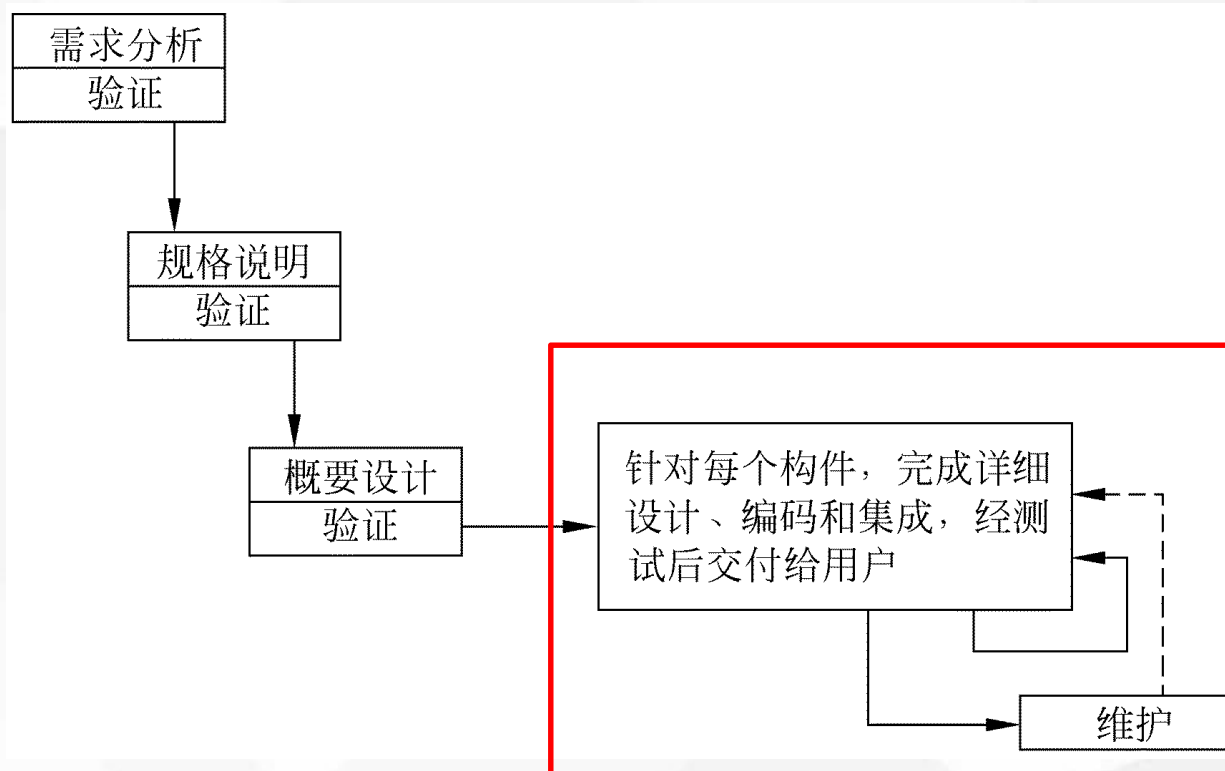 需求分析
验证
规格说明
验证
概要设计
验证
针对每个构件，完成详细
设计、编码和集成，经测
试后交付给用户
维护